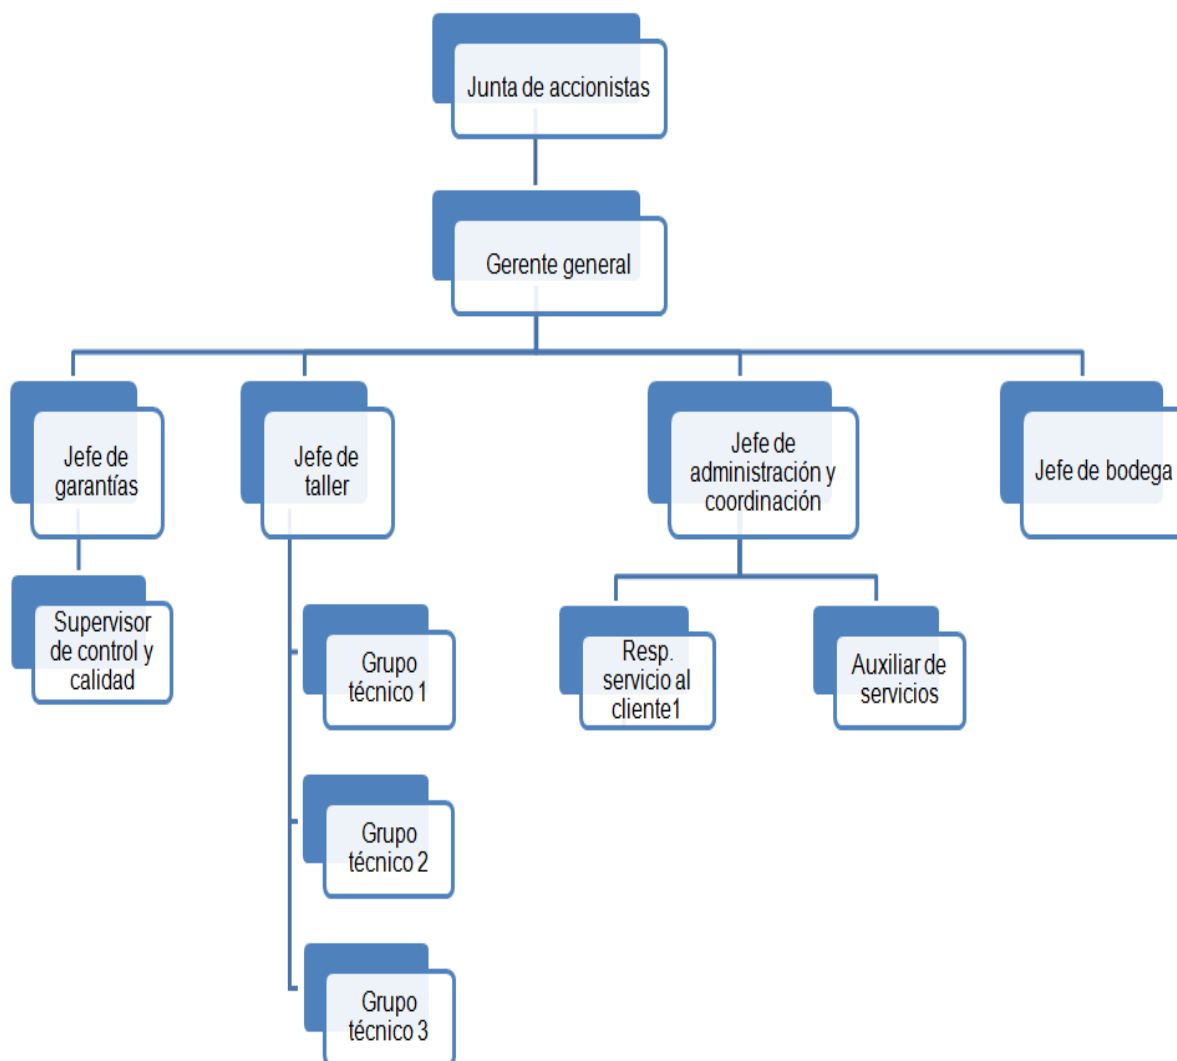 Junta de accionistas
Gerente general
Jefe de
garantías
Jefe de
taller
Jefe de
administración y
coordinación
Jefe de bodega
Supervisor
de control y
calidad
Grupo
técnico 1
Resp.
servicio al
cliente1
Auxiliar de
servicios
Grupo
técnico 2
Grupo
técnico 3